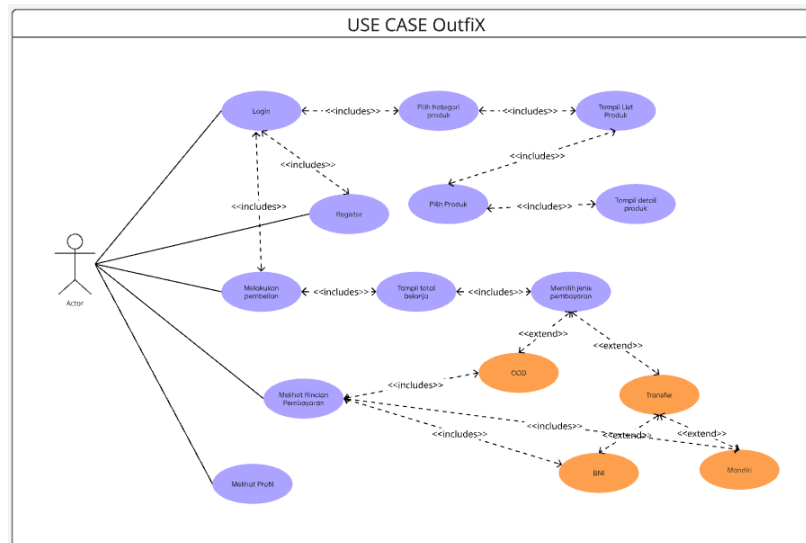 USE CASE OutfiX
Login
<<includes>>
Pilih Kategori
produk
<<includes>>
Tampil List
Produk
<<includes>>
<<includes>>
<<includes>>
Register
Pilih Produk
<<includes>>
Tampil detail
produk
Actor
Melakukan
pembelian
<<includes>>
Tampil total
belanja
<<includes>>
Memilih jenis
pembayaran
<<extend>>
<<extend>>
COD
<<includes>>
Melihat Rincian
Pembayaran
Transfer
<<includes>>
<<includes>>
<<extend>>
<<extend>>
BNI
Mandiri
Melihat Profil